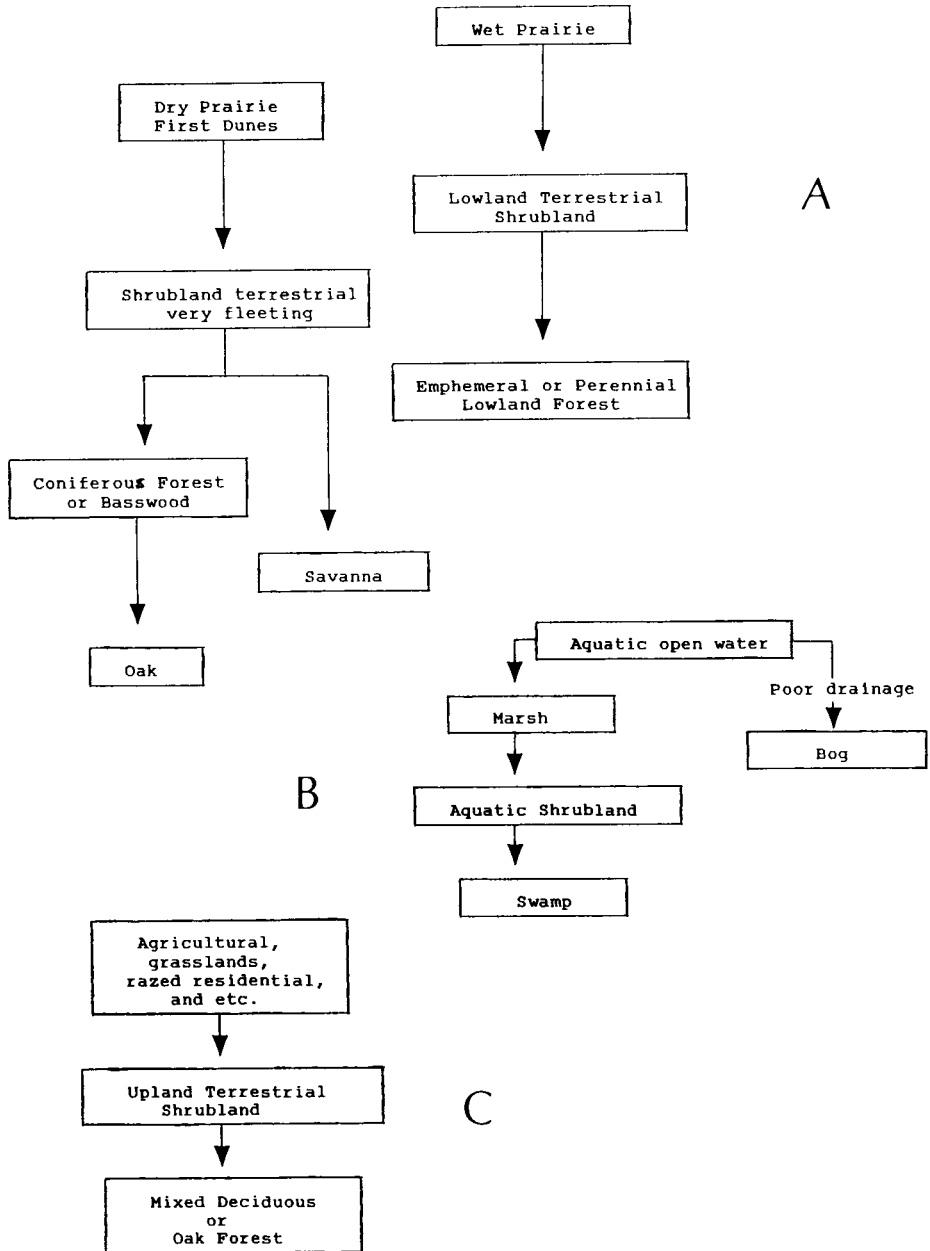 Wet Prairie
Dry Prairie
First Dunes
A
Lowland Terrestrial
Shrubland
Shrubland terrestrial
very fleeting
Emphemeral or Perennial
Lowland Forest
Coniferous Forest
or Basswood
Savanna
Oak
Aquatic open water
Poor drainage
Marsh
Bog
B
Aquatic Shrubland
Swamp
Agricultural,
grasslands,
razed residential,
and etc.
Upland Terrestrial
Shrubland
C
Mixed Deciduous
or
Oak Forest